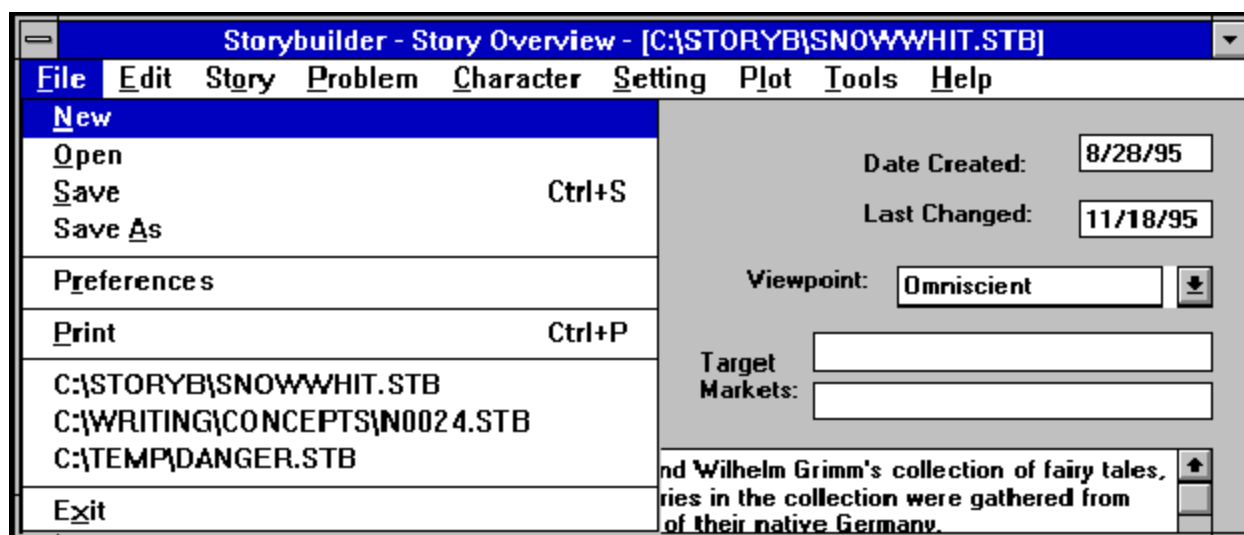 Storybuilder - Story Overview - [C:\STORYB\SNOWWHIT.STB]
File Edit Story Problem Character Setting Plot Tools Help
New
Open
Save Ctrl+S
Save As
Preferences
Print Ctrl+P
C:\STORYB\SNOWWHIT.STB
C:\WRITING\CONCEPTS\N0024.STB
C:\TEMP\DANGER.STB
Exit
Date Created: 8/28/95
Last Changed: 11/18/95
Viewpoint: Omniscient
Target
Markets:
nd Wilhelm Grimm's collection of fairy tales,
ries in the collection were gathered from
of their native Germany.